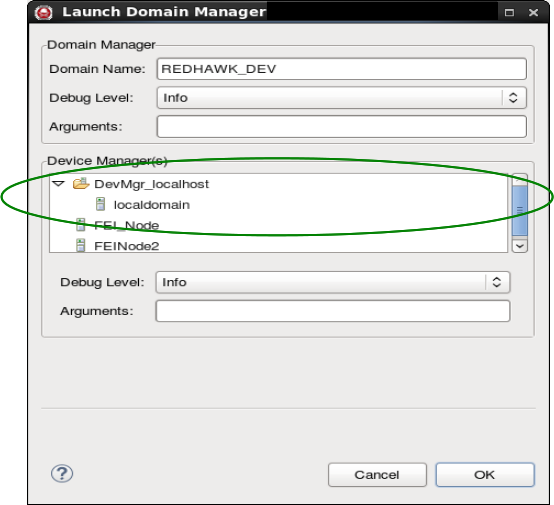 Launch Domain Manager
Domain Manager
Domain Name: REDHAWK_DEV
Debug Level: Info
Arguments:
Device Manager(s)
DevMgr_localhost
localdomain
FEI_Node
FEINode2
Debug Level: Info
Arguments:
?
Cancel OK